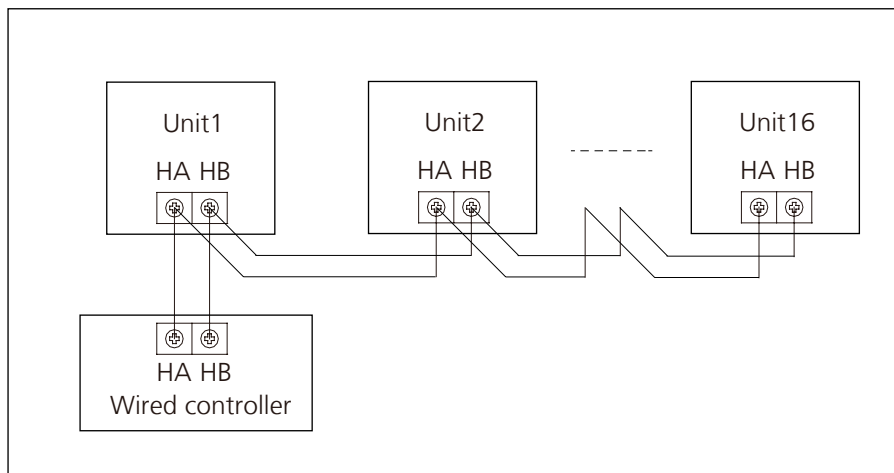 Unit1
HA HB
Unit2
HA HB
Unit16
HA HB
HA HB
Wired controller